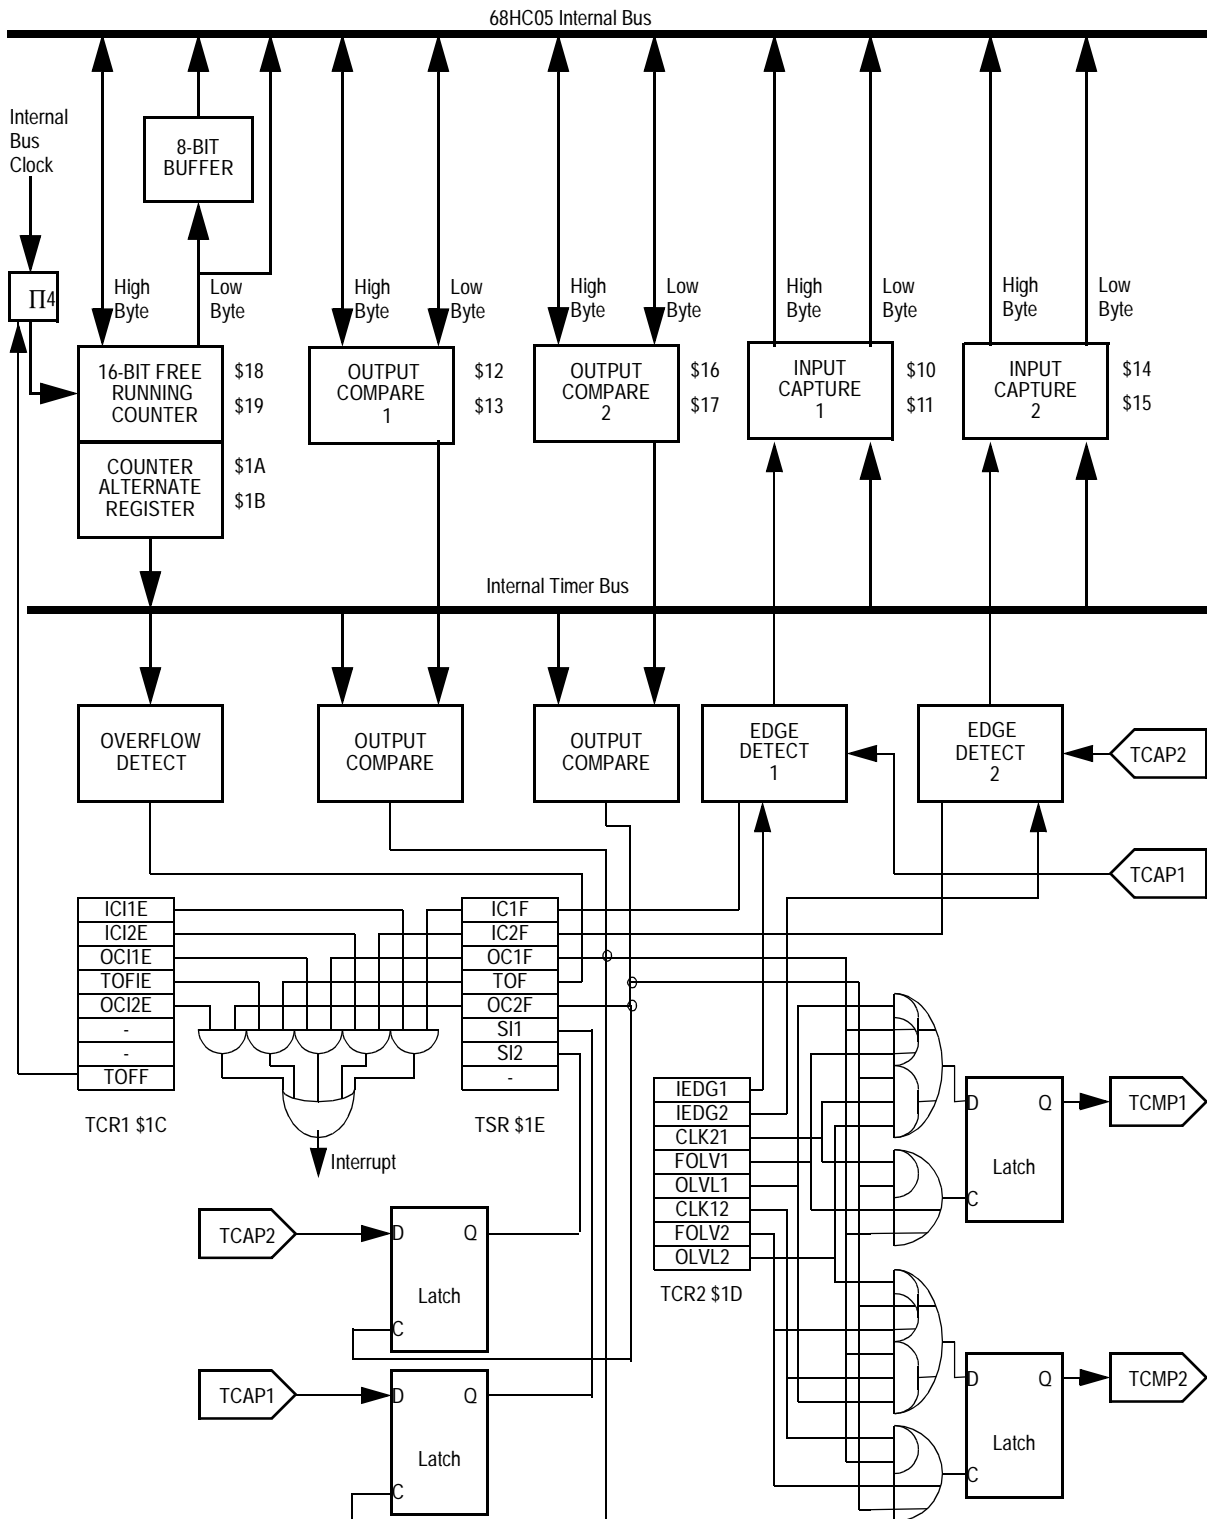 68HC05 Internal Bus
Internal
Bus
Clock
8-BIT
BUFFER
Π4
High
Byte
Low
Byte
High
Byte
Low
Byte
High
Byte
Low
Byte
High
Byte
Low
Byte
High
Byte
Low
Byte
16-BIT FREE
RUNNING
COUNTER
$18
$19
OUTPUT
COMPARE
1
$12
$13
OUTPUT
COMPARE
2
$16
$17
INPUT
CAPTURE
1
$10
$11
INPUT
CAPTURE
2
$14
$15
COUNTER
ALTERNATE
REGISTER
$1A
$1B
Internal Timer Bus
OVERFLOW
DETECT
OUTPUT
COMPARE
OUTPUT
COMPARE
EDGE
DETECT
1
EDGE
DETECT
2
TCAP2
TCAP1
ICI1E
ICI2E
OCI1E
TOFIE
OCI2E
-
-
TOFF
TCR1 $1C
IC1F
IC2F
OC1F
TOF
OC2F
SI1
SI2
-
TSR $1E
Interrupt
IEDG1
IEDG2
CLK21
FOLV1
OLVL1
CLK12
FOLV2
OLVL2
TCR2 $1D
D
Q
Latch
C
TCMP1
TCAP2
D
Q
Latch
C
TCAP1
D
Q
Latch
C
D
Q
Latch
C
TCMP2